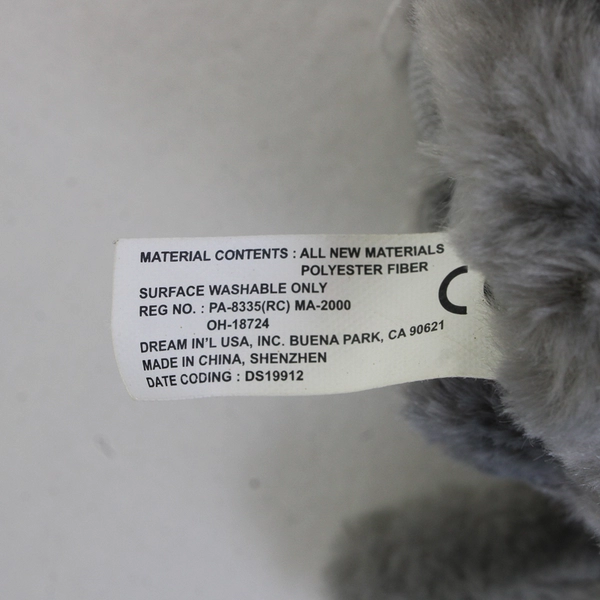 MATERIAL CONTENTS : ALL NEW MATERIALS
POLYESTER FIBER
SURFACE WASHABLE ONLY
REG NO. : PA-8335(RC) MA-2000
OH-18724
DREAM IN'L USA, INC. BUENA PARK, CA 90621
MADE IN CHINA, SHENZHEN
DATE CODING : DS19912